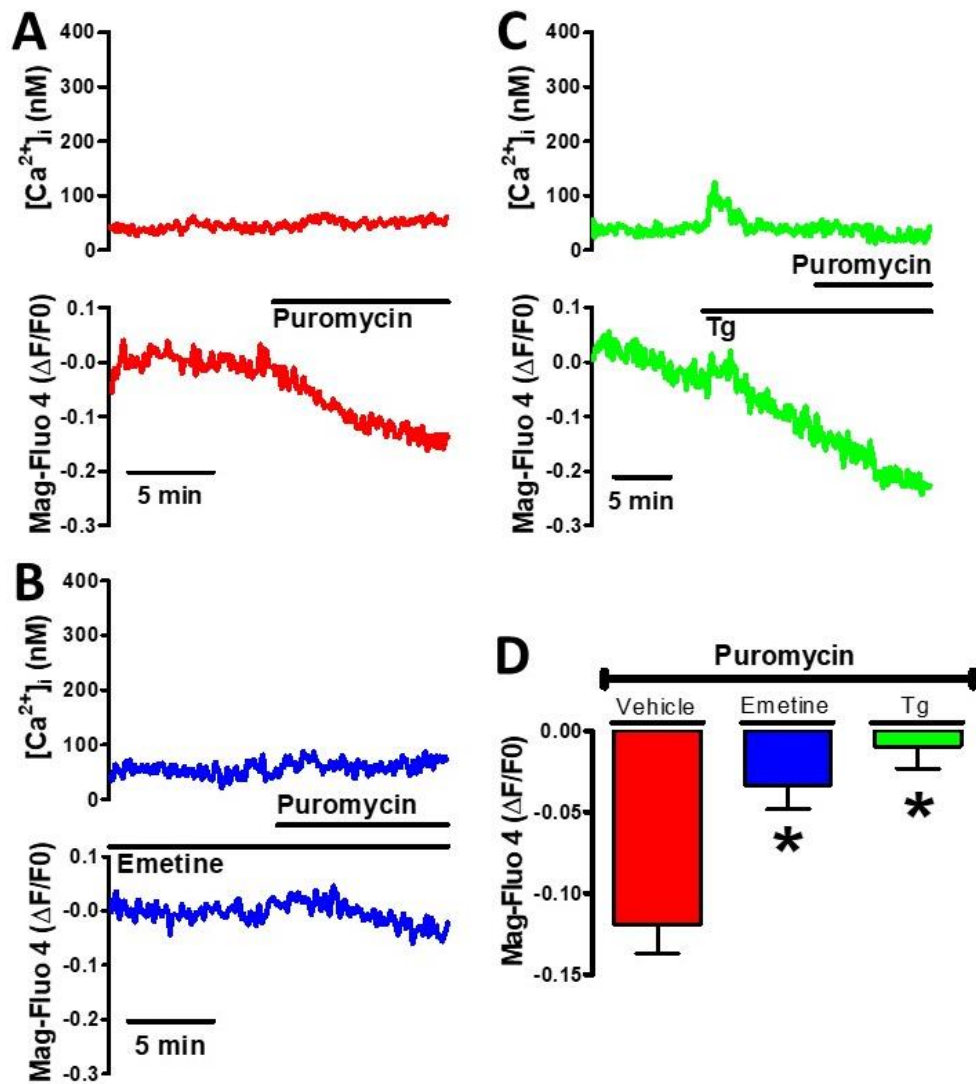 A
400
300
200
100
0
[Ca²⁺]ᵢ (nM)
Puromycin
0.1
-0.0
-0.1
-0.2
-0.3
Mag-Fluo 4 (ΔF/F0)
5 min
B
400
300
200
100
0
[Ca²⁺]ᵢ (nM)
Puromycin
Emetine
0.1
-0.0
-0.1
-0.2
-0.3
Mag-Fluo 4 (ΔF/F0)
5 min
C
400
300
200
100
0
[Ca²⁺]ᵢ (nM)
Puromycin
Tg
0.1
0.0
-0.1
-0.2
-0.3
Mag-Fluo 4 (ΔF/F0)
5 min
D
Puromycin
Vehicle Emetine Tg
0.00
-0.05
-0.10
-0.15
Mag-Fluo 4 (ΔF/F0)
* *